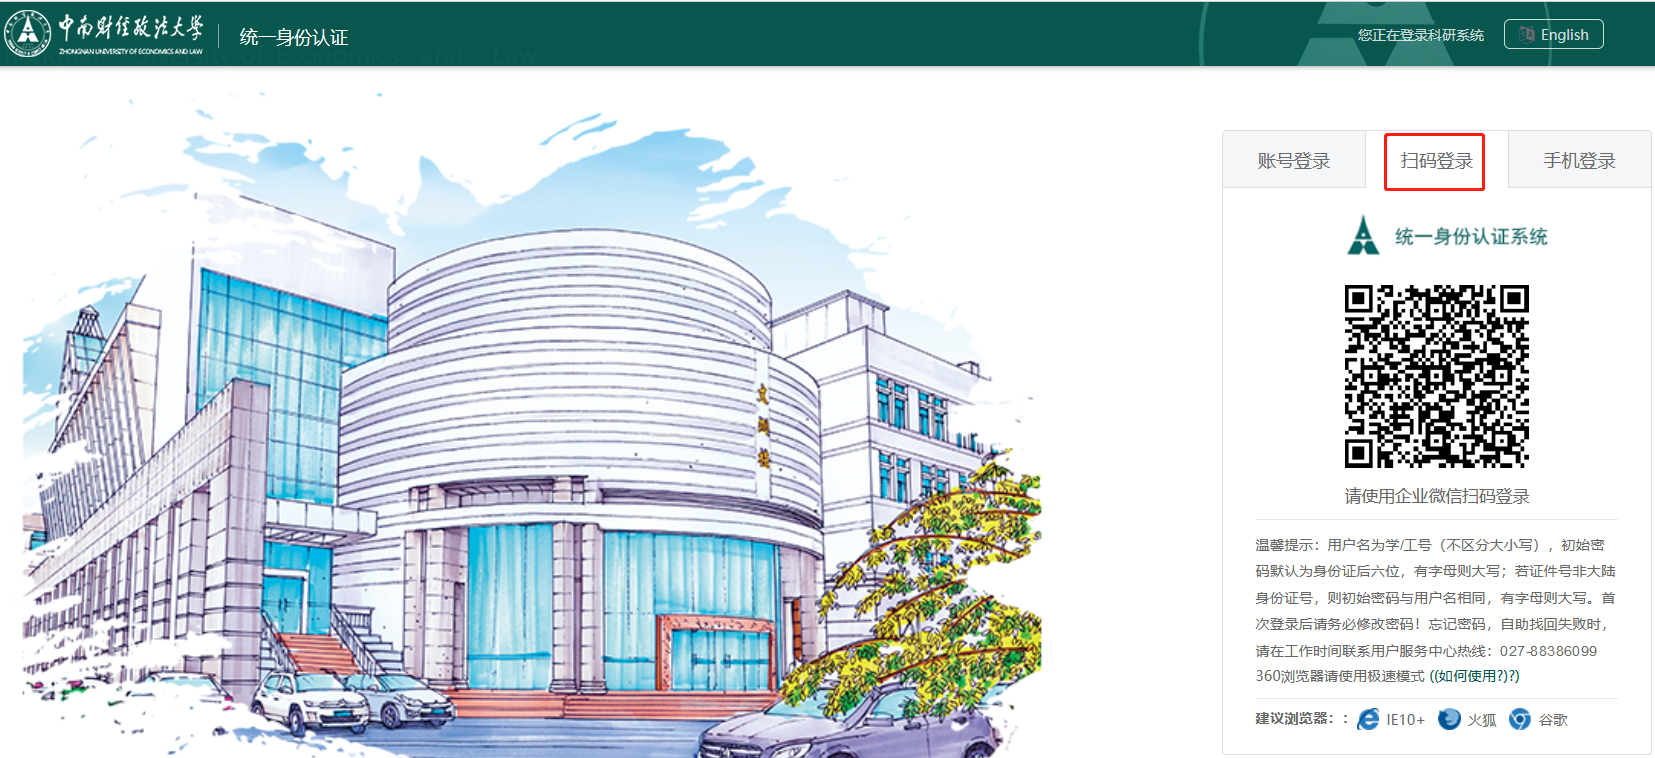 中南财经政法大学
ZHONGNAN UNIVERSITY OF ECONOMICS AND LAW
统一身份认证
您正在登录科研系统
English
账号登录
扫码登录
手机登录
统一身份认证系统
文澜楼
请使用企业微信扫码登录
温馨提示：用户名为学/工号（不区分大小写），初始密
码默认为身份证后六位，有字母则大写；若证件号非大陆
身份证号，则初始密码与用户名相同，有字母则大写。首
次登录后请务必修改密码！忘记密码，自助找回失败时，
请在工作时间联系用户服务中心热线：027-88386099
360浏览器请使用极速模式 ((如何使用?)?)
建议浏览器：： IE10+ 火狐 谷歌